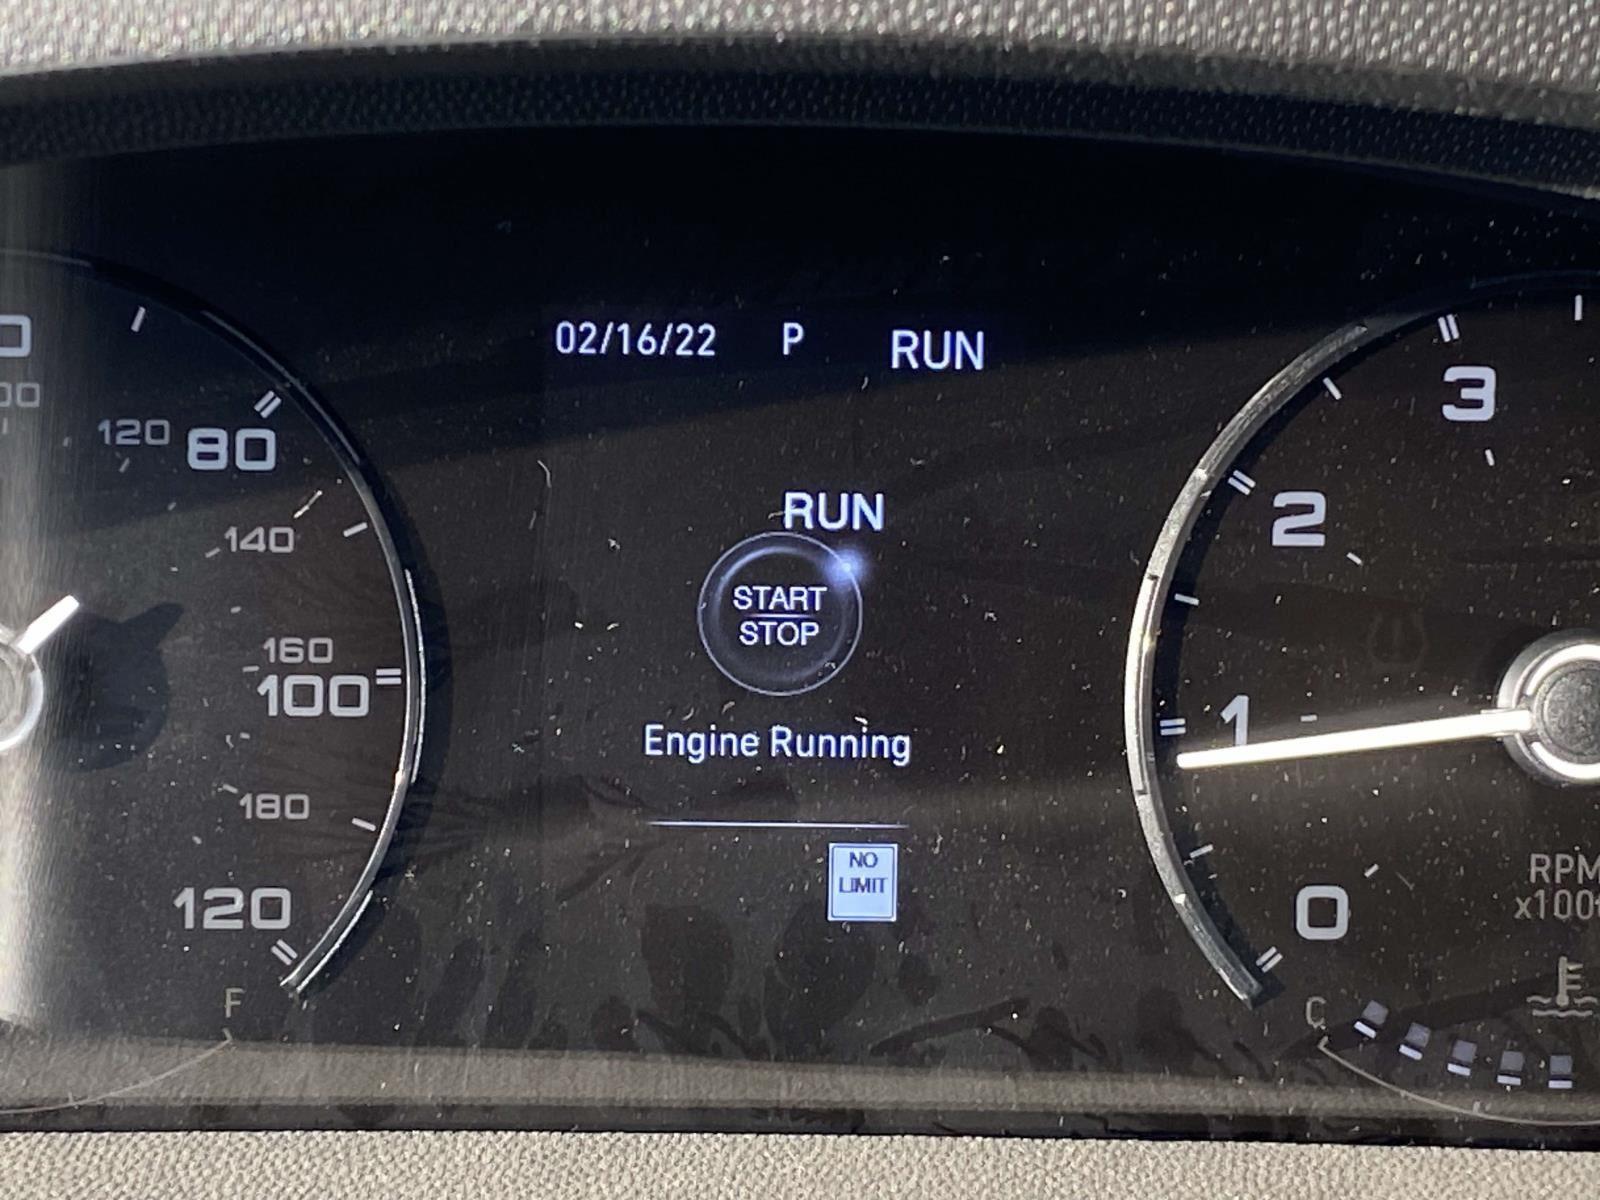 02/16/22 P RUN
RUN
START
STOP
Engine Running
NO
LIMIT
120
80
140
160
100
180
120
F
3
2
1
0
RPM
C